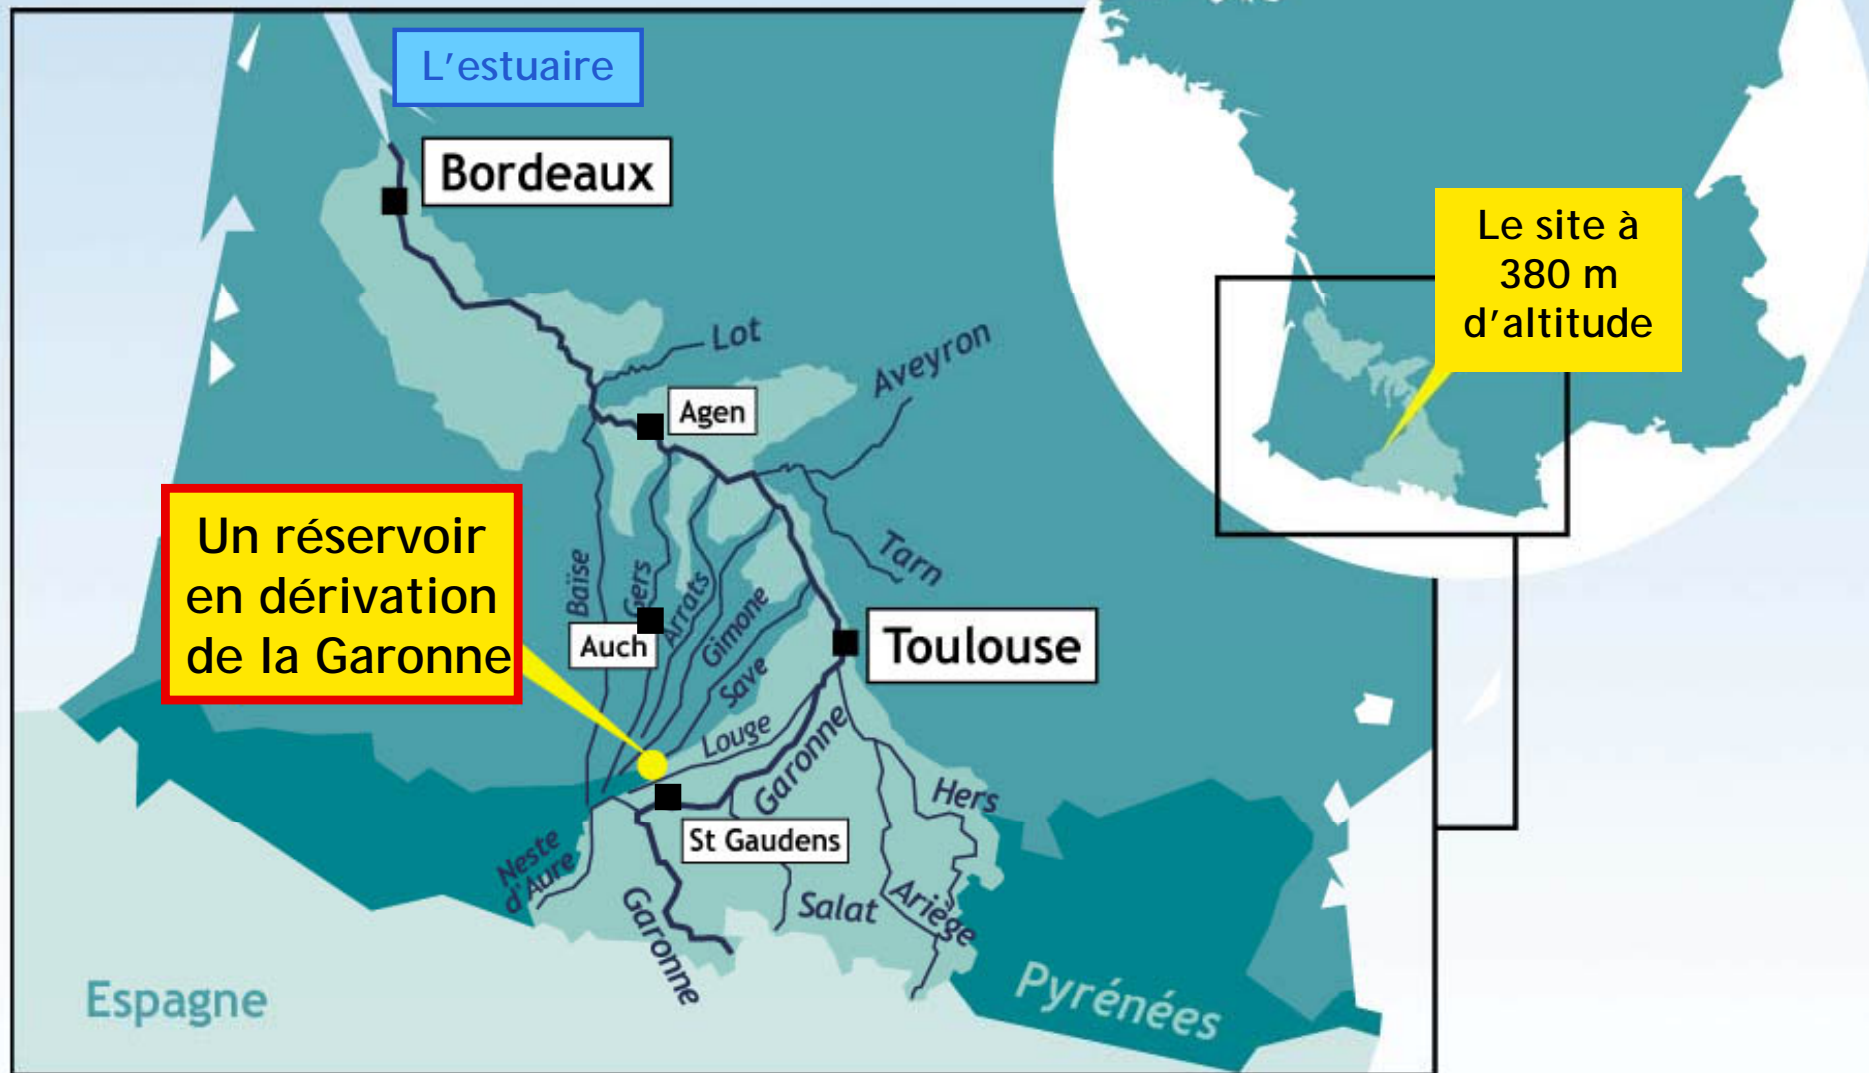 L'estuaire
Bordeaux
Le site à
380 m
d'altitude
Lot
Aveyron
Agen
Un réservoir
en dérivation
de la Garonne
Baïse
Gers
Arrats
Gimone
Save
Tarn
Auch
Toulouse
Louge
Garonne
Hers
St Gaudens
Neste
d'Aure
Garonne
Salat
Ariège
Espagne
Pyrénées